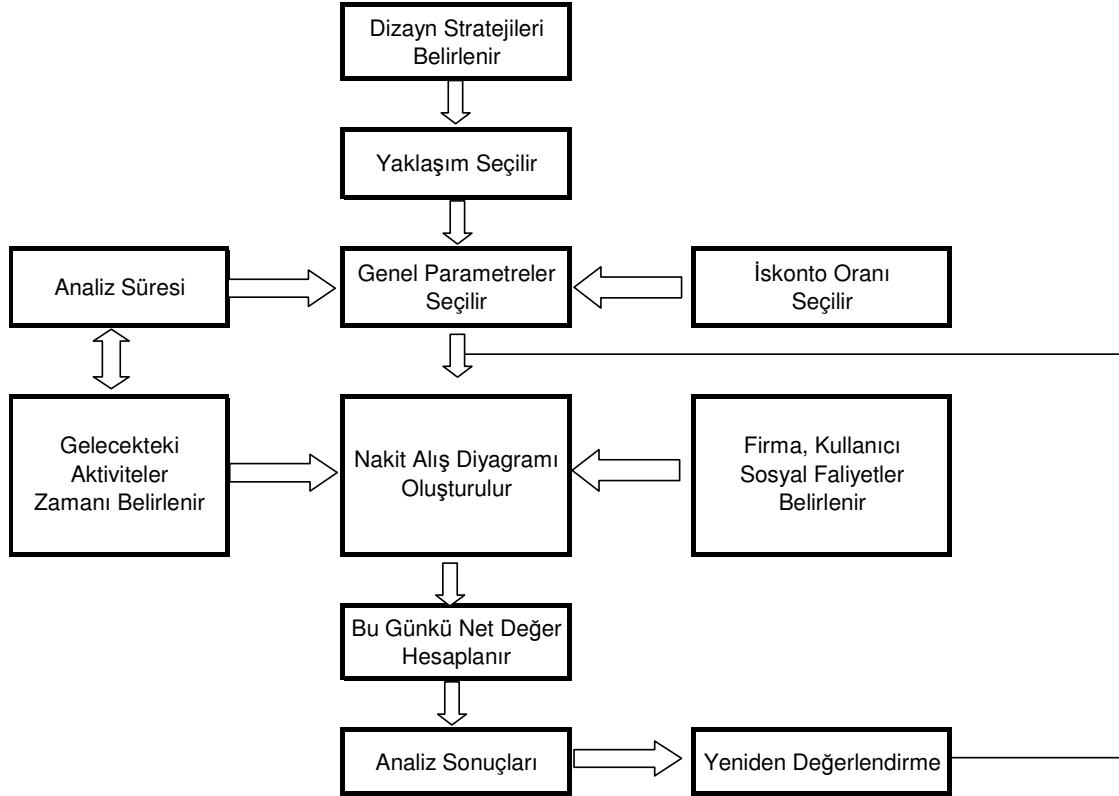 Dizayn Stratejileri
Belirlenir
Yaklaşım Seçilir
Analiz Süresi
Genel Parametreler
Seçilir
İskonto Oranı
Seçilir
Gelecekteki
Aktiviteler
Zamanı Belirlenir
Nakit Alış Diyagramı
Oluşturulur
Firma, Kullanıcı
Sosyal Faliyetler
Belirlenir
Bu Günkü Net Değer
Hesaplanır
Analiz Sonuçları
Yeniden Değerlendirme